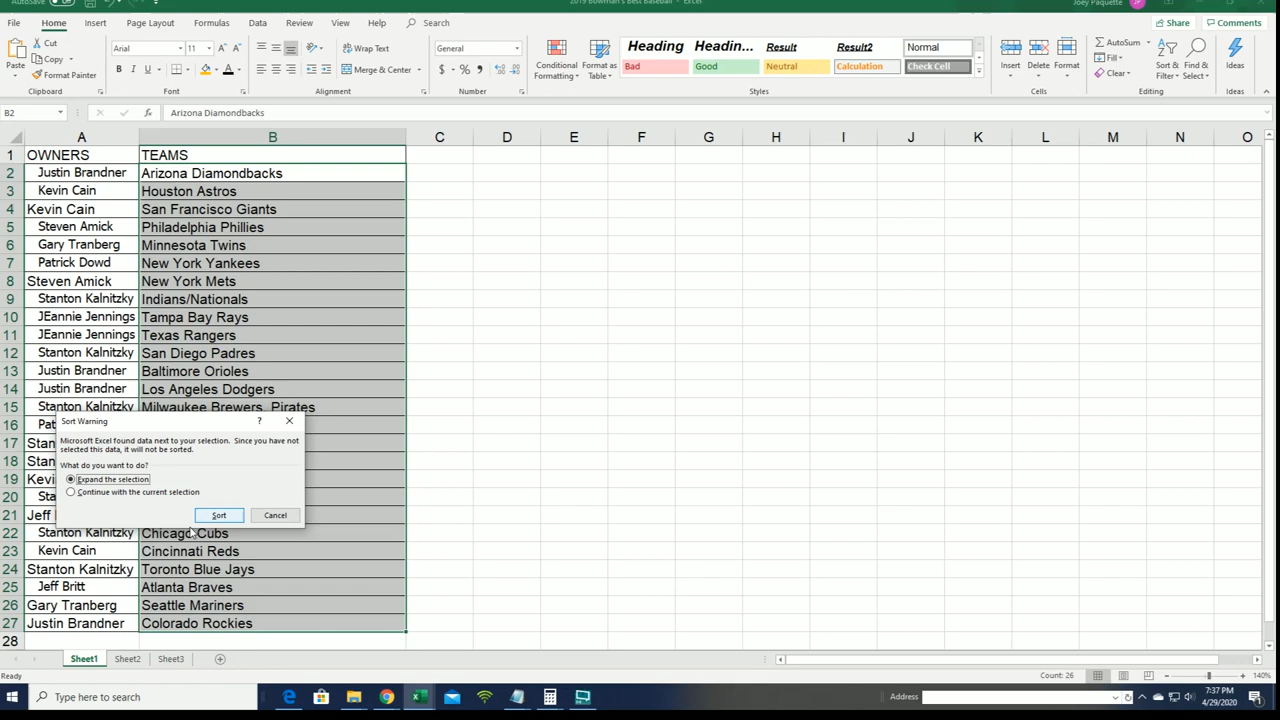 AutoSave Off 2019 Bowman's Best Baseball - Excel Joey Paquette JP
File Home Insert Page Layout Formulas Data Review View Help Search Share Comments
Paste Cut Copy Format Painter Clipboard
Arial 11 B I U A A Font
Wrap Text Merge & Center Alignment
General $ % Number
Conditional Formatting Format as Table
Heading Headin... Result Result2 Normal
Bad Good Neutral Calculation Check Cell
Styles
Insert Delete Format Cells
AutoSum Fill Clear Sort & Filter Find & Select Editing
Ideas Ideas
B2 fx Arizona Diamondbacks
A B C D E F G H I J K L M N O
1 OWNERS TEAMS
2 Justin Brandner Arizona Diamondbacks
3 Kevin Cain Houston Astros
4 Kevin Cain San Francisco Giants
5 Steven Amick Philadelphia Phillies
6 Gary Tranberg Minnesota Twins
7 Patrick Dowd New York Yankees
8 Steven Amick New York Mets
9 Stanton Kalnitzky Indians/Nationals
10 JEannie Jennings Tampa Bay Rays
11 JEannie Jennings Texas Rangers
12 Stanton Kalnitzky San Diego Padres
13 Justin Brandner Baltimore Orioles
14 Justin Brandner Los Angeles Dodgers
15 Stanton Kalnitzky Milwaukee Brewers, Pirates
16 Pat
17 Stan
18 Stan
19 Kevi
20 Sta
21 Jeff
Sort Warning ?
Microsoft Excel found data next to your selection. Since you have not
selected this data, it will not be sorted.
What do you want to do?
Expand the selection
Continue with the current selection
Sort Cancel
22 Stanton Kalnitzky Chicago Cubs
23 Kevin Cain Cincinnati Reds
24 Stanton Kalnitzky Toronto Blue Jays
25 Jeff Britt Atlanta Braves
26 Gary Tranberg Seattle Mariners
27 Justin Brandner Colorado Rockies
28
Sheet1 Sheet2 Sheet3
Ready Count: 26 140%
Type here to search Address 7:37 PM
4/29/2020